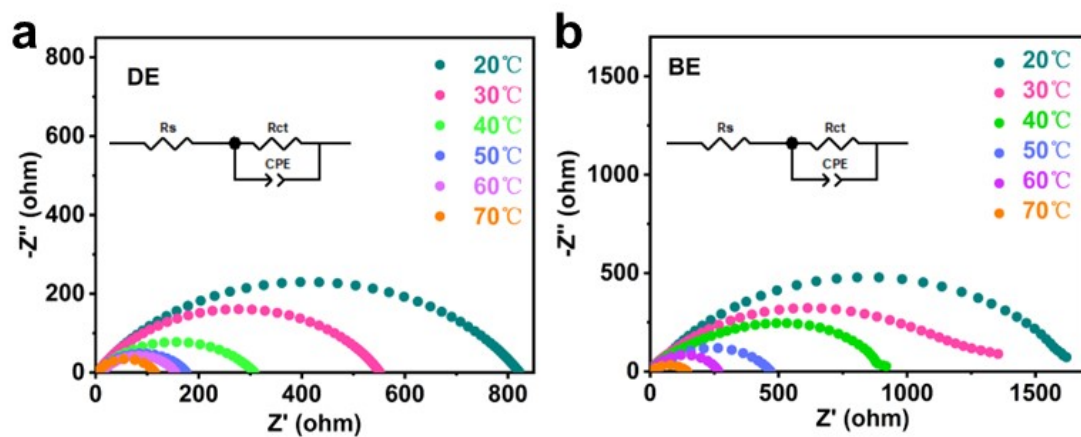 a
DE
Rs
Rct
CPE
20℃
30℃
40℃
50℃
60℃
70℃
800
600
400
200
0
-Z'' (ohm)
0 200 400 600 800
Z' (ohm)
b
BE
Rs
Rct
CPE
20℃
30℃
40℃
50℃
60℃
70℃
1500
1000
500
0
-Z'' (ohm)
0 500 1000 1500
Z' (ohm)